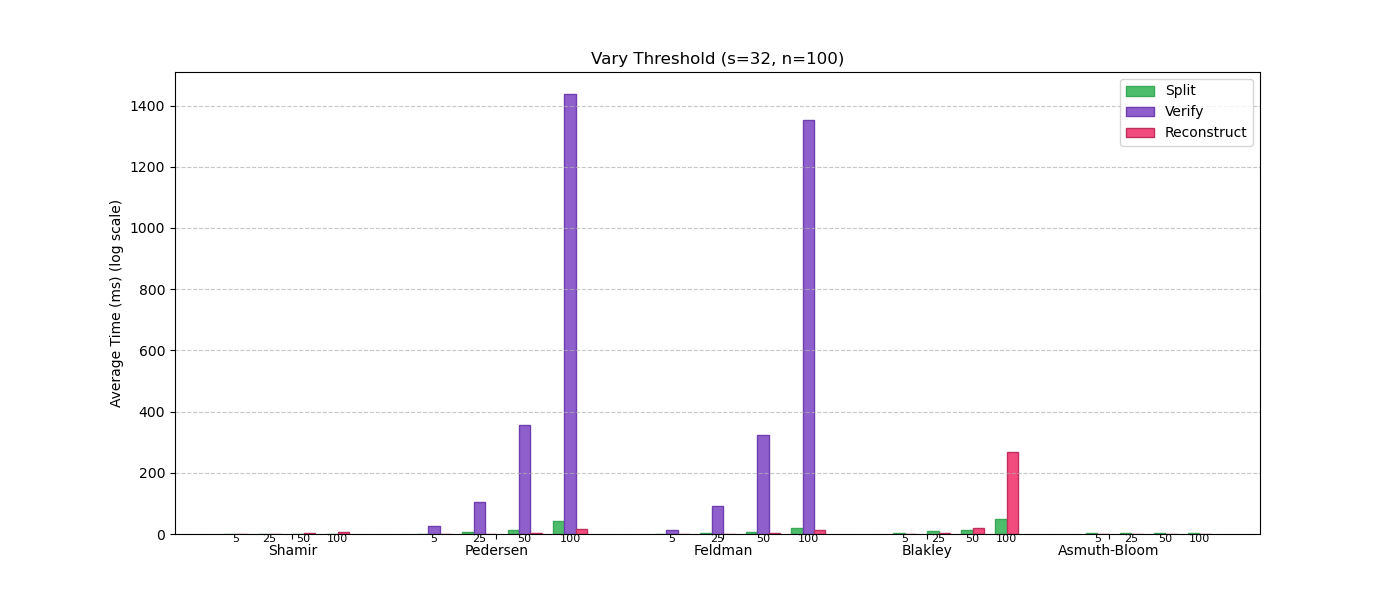 Vary Threshold (s=32, n=100)
Split
Verify
Reconstruct
Average Time (ms) (log scale)
1400
1200
1000
800
600
400
200
0
5 25 50 100 5 25 50 100 5 25 50 100 5 25 50 100 5 25 50 100
Shamir Pedersen Feldman Blakley Asmuth-Bloom